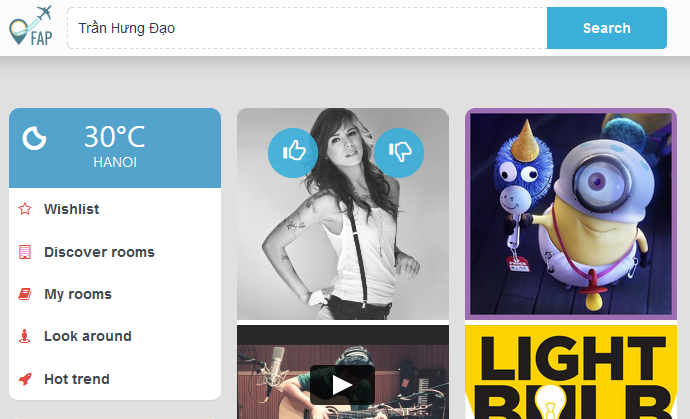 FAP
Trần Hưng Đạo
Search
30°C
HANOI
Wishlist
Discover rooms
My rooms
Look around
Hot trend
LIGHT
BULB